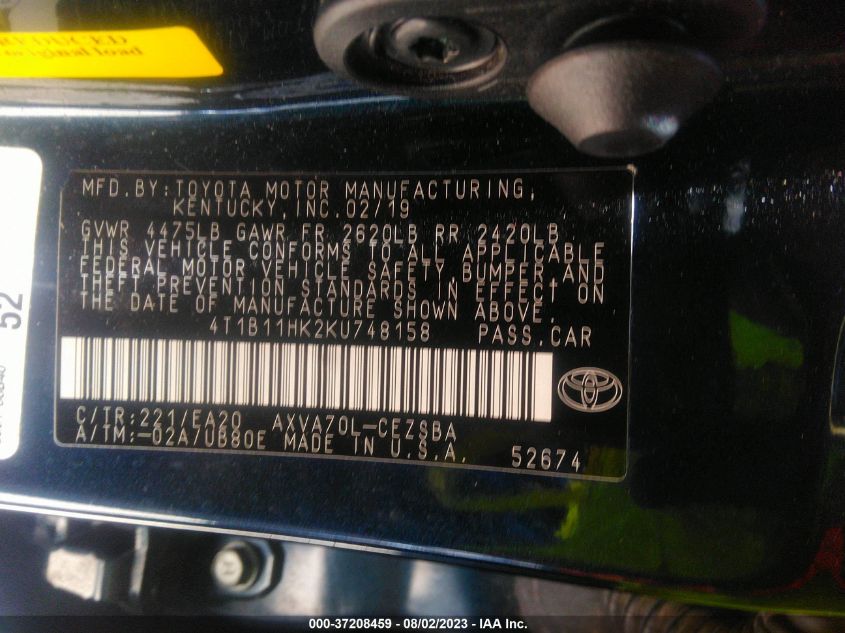 REDUCED
original load
52
MFD. BY: TOYOTA MOTOR MANUFACTURING,
KENTUCKY, INC. 02/19
GVWR 4475LB GAWR FR 2620LB RR 2420LB
THIS VEHICLE CONFORMS TO ALL APPLICABLE
FEDERAL MOTOR VEHICLE SAFETY BUMPER AND
THEFT PREVENTION STANDARDS IN EFFECT ON
THE DATE OF MANUFACTURE SHOWN ABOVE.
4T1B11HK2KU748158 PASS. CAR
C/TR: 221/EA20 AXVA70L-CEZSBA
A/TM: -02A/UB80E MADE IN U.S.A. 52674
000-37208459 - 08/02/2023 - IAA Inc.